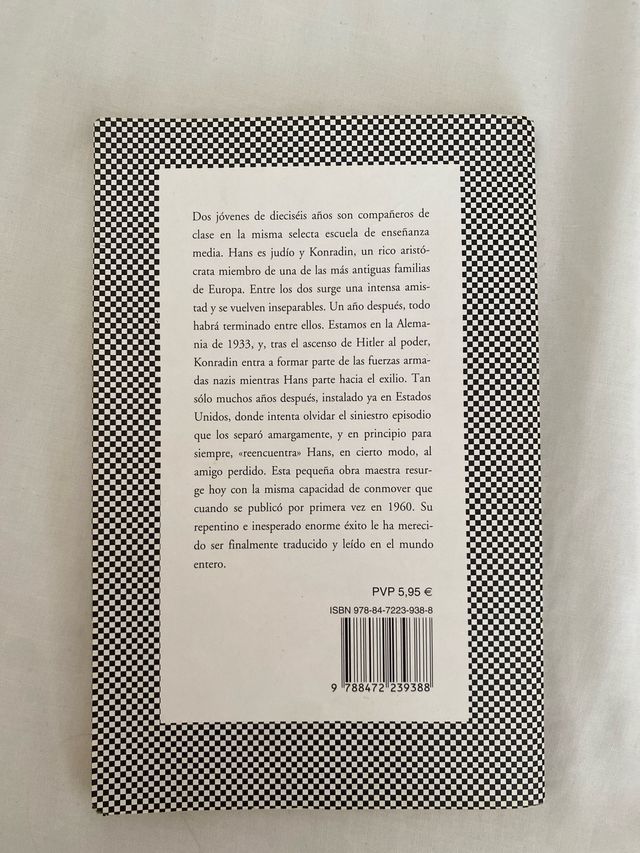 Dos jóvenes de dieciséis años son compañeros de
clase en la misma selecta escuela de enseñanza
media. Hans es judío y Konradin, un rico aristó-
crata miembro de una de las más antiguas familias
de Europa. Entre los dos surge una intensa amis-
tad y se vuelven inseparables. Un año después, todo
habrá terminado entre ellos. Estamos en la Alema-
nia de 1933, y, tras el ascenso de Hitler al poder,
Konradin entra a formar parte de las fuerzas arma-
das nazis mientras Hans parte hacia el exilio. Tan
sólo muchos años después, instalado ya en Estados
Unidos, donde intenta olvidar el siniestro episodio
que los separó amargamente, y en principio para
siempre, «reencuentra» Hans, en cierto modo, al
amigo perdido. Esta pequeña obra maestra resur-
ge hoy con la misma capacidad de conmover que
cuando se publicó por primera vez en 1960. Su
repentino e inesperado enorme éxito le ha mereci-
do ser finalmente traducido y leído en el mundo
entero.
PVP 5,95 €
ISBN 978-84-7223-938-8
9 788472 239388